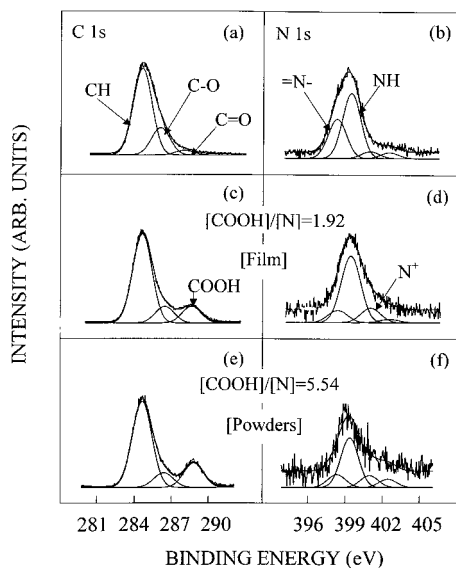 C 1s
(a)
N 1s
(b)
CH
C-O
C=O
=N-
NH
(c)
(d)
[COOH]/[N]=1.92
[Film]
COOH
N⁺
(e)
(f)
[COOH]/[N]=5.54
[Powders]
281 284 287 290
396 399 402 405
BINDING ENERGY (eV)
INTENSITY (ARB. UNITS)